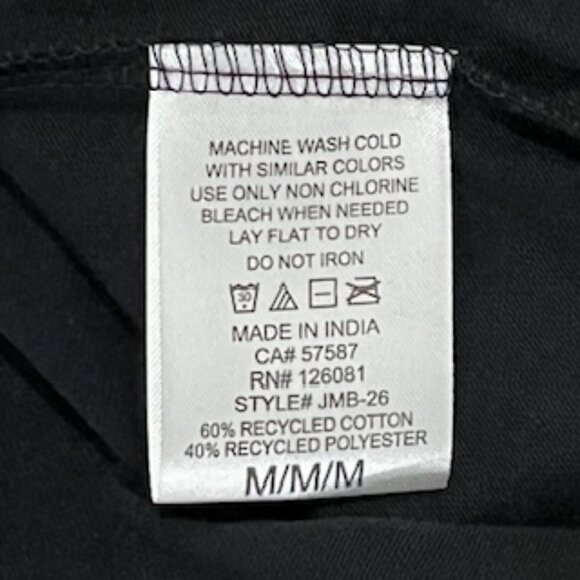 MACHINE WASH COLD
WITH SIMILAR COLORS
USE ONLY NON CHLORINE
BLEACH WHEN NEEDED
LAY FLAT TO DRY
DO NOT IRON
30
MADE IN INDIA
CA# 57587
RN# 126081
STYLE# JMB-26
60% RECYCLED COTTON
40% RECYCLED POLYESTER
M/M/M